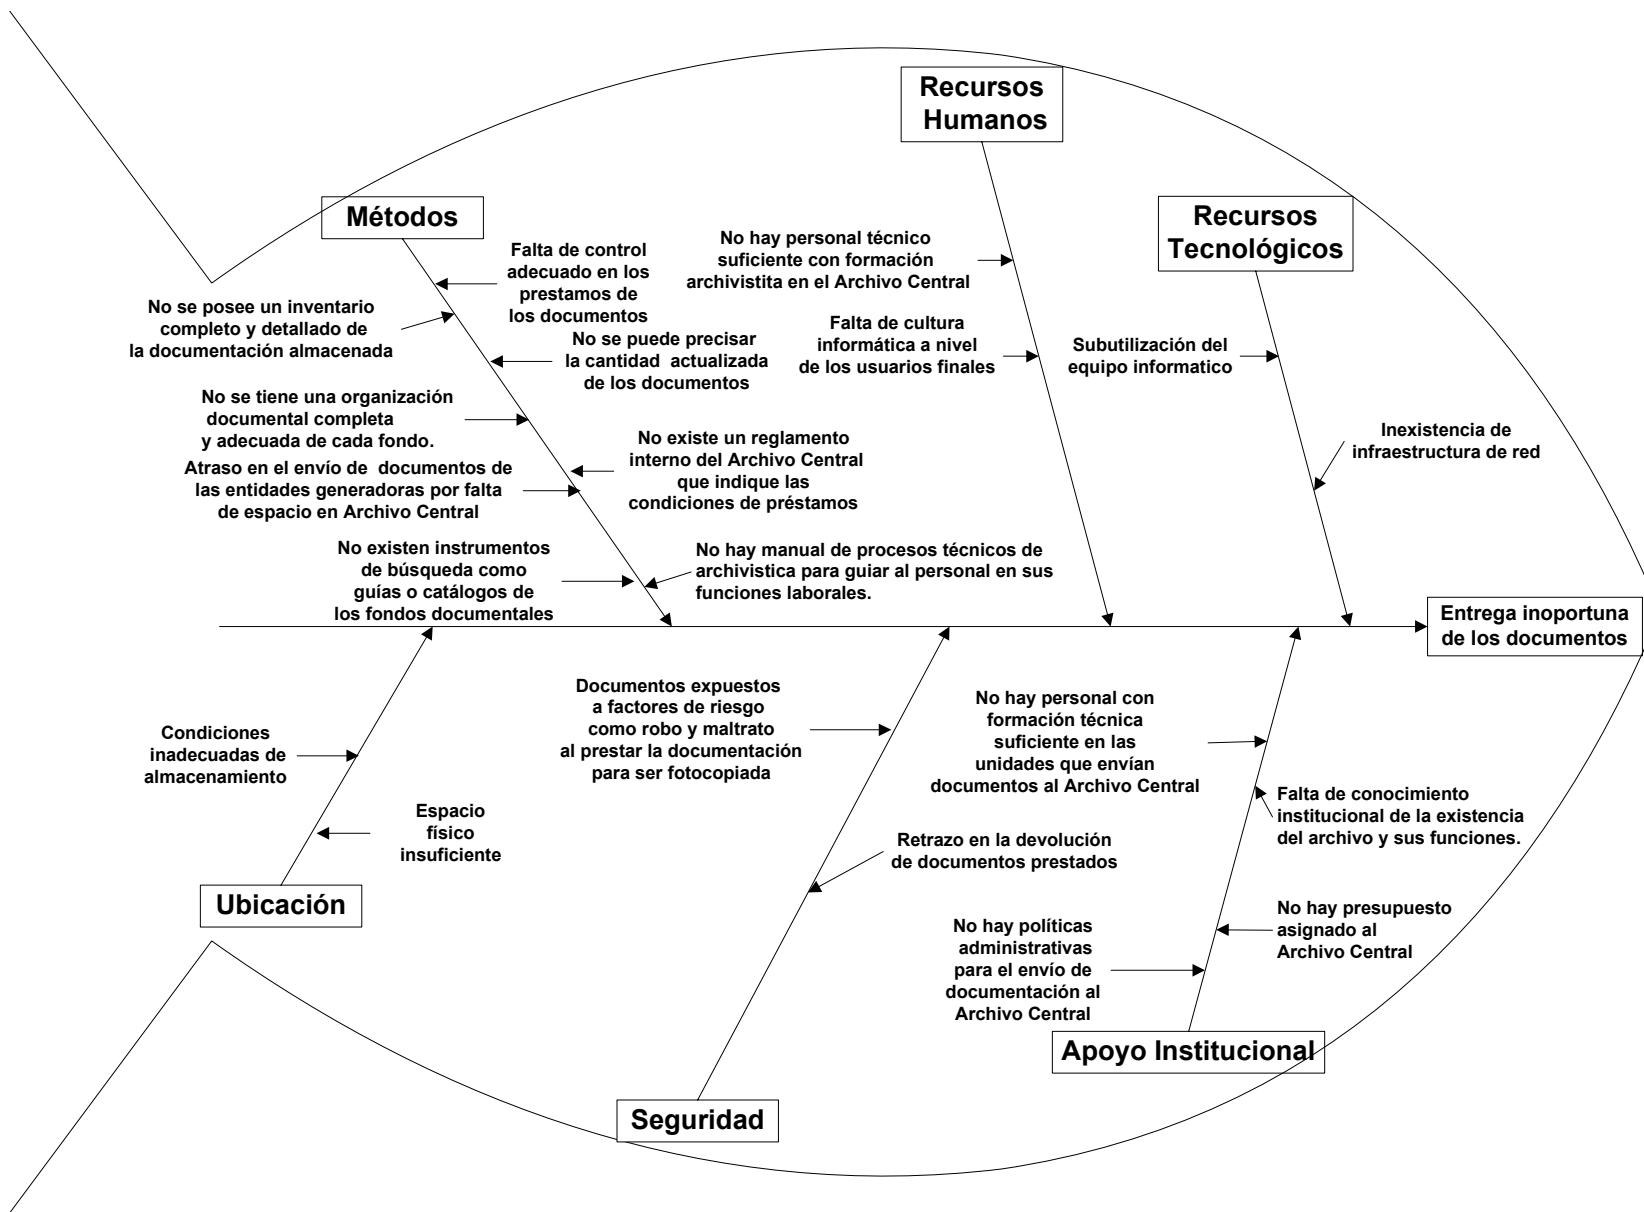 Recursos
Humanos
Métodos
Recursos
Tecnológicos
Falta de control
adecuado en los
prestamos de
los documentos
No se posee un inventario
completo y detallado de
la documentación almacenada
No se puede precisar
la cantidad actualizada
de los documentos
No se tiene una organización
documental completa
y adecuada de cada fondo.
No existe un reglamento
interno del Archivo Central
que indique las
condiciones de préstamos
Atraso en el envío de documentos de
las entidades generadoras por falta
de espacio en Archivo Central
No existen instrumentos
de búsqueda como
guías o catálogos de
los fondos documentales
No hay manual de procesos técnicos de
archivistica para guiar al personal en sus
funciones laborales.
No hay personal técnico
suficiente con formación
archivistita en el Archivo Central
Falta de cultura
informática a nivel
de los usuarios finales
Subutilización del
equipo informatico
Inexistencia de
infraestructura de red
Entrega inoportuna
de los documentos
Condiciones
inadecuadas de
almacenamiento
Espacio
físico
insuficiente
Ubicación
Documentos expuestos
a factores de riesgo
como robo y maltrato
al prestar la documentación
para ser fotocopiada
Retrazo en la devolución
de documentos prestados
Seguridad
No hay personal con
formación técnica
suficiente en las
unidades que envían
documentos al Archivo Central
Falta de conocimiento
institucional de la existencia
del archivo y sus funciones.
No hay presupuesto
asignado al
Archivo Central
No hay políticas
administrativas
para el envío de
documentación al
Archivo Central
Apoyo Institucional